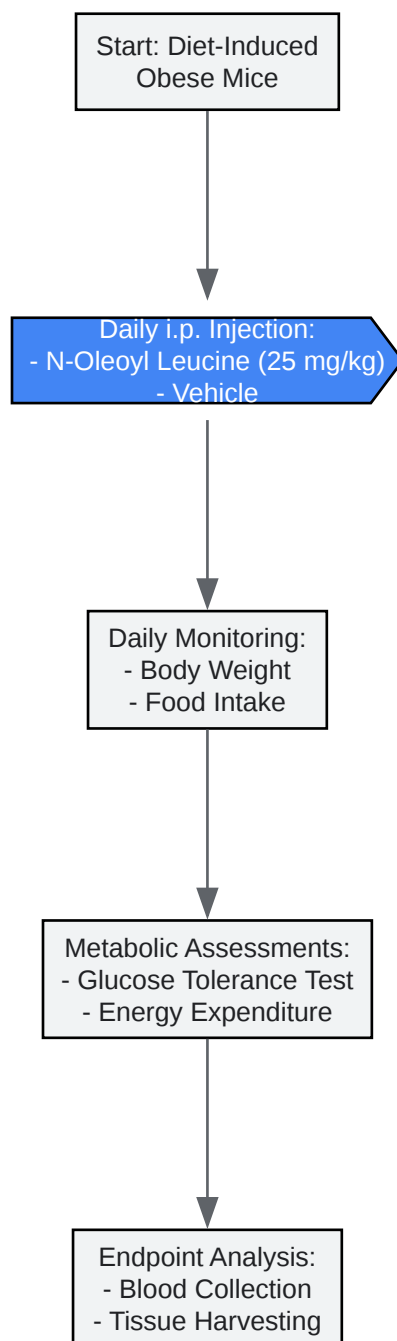 Start: Diet-Induced
Obese Mice
Daily i.p. Injection:
- N-Oleoyl Leucine (25 mg/kg)
- Vehicle
Daily Monitoring:
- Body Weight
- Food Intake
Metabolic Assessments:
- Glucose Tolerance Test
- Energy Expenditure
Endpoint Analysis:
- Blood Collection
- Tissue Harvesting